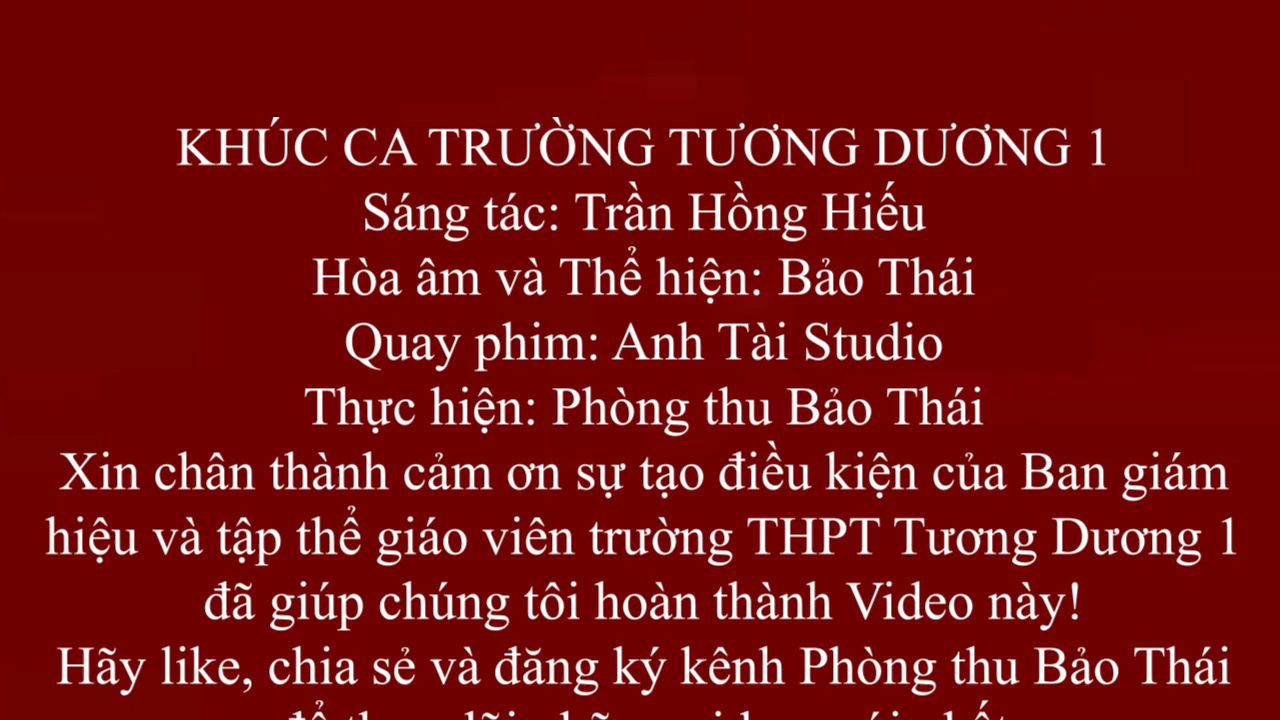 KHÚC CA TRƯỜNG TƯƠNG DƯƠNG 1
Sáng tác: Trần Hồng Hiếu
Hòa âm và Thể hiện: Bảo Thái
Quay phim: Anh Tài Studio
Thực hiện: Phòng thu Bảo Thái
Xin chân thành cảm ơn sự tạo điều kiện của Ban giám
hiệu và tập thể giáo viên trường THPT Tương Dương 1
đã giúp chúng tôi hoàn thành Video này!
Hãy like, chia sẻ và đăng ký kênh Phòng thu Bảo Thái